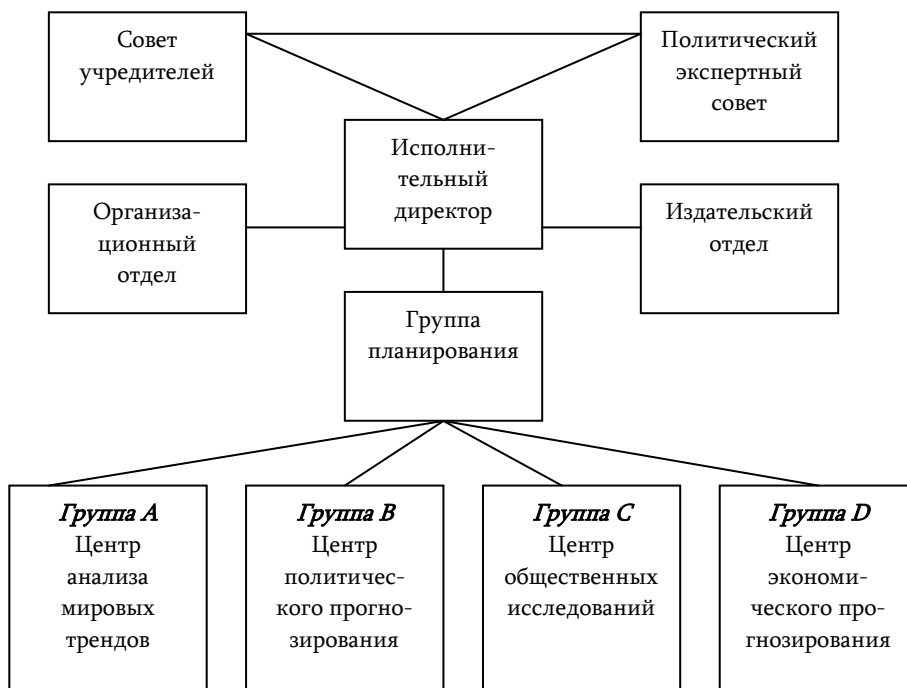 Совет
учредителей
Политический
экспертный
совет
Исполни-
тельный
директор
Организа-
ционный
отдел
Издательский
отдел
Группа
планирования
Группа A
Центр
анализа
мировых
трендов
Группа B
Центр
политичес-
кого прогно-
зирования
Группа C
Центр
общественных
исследований
Группа D
Центр
экономи-
ческого про-
гнозирования